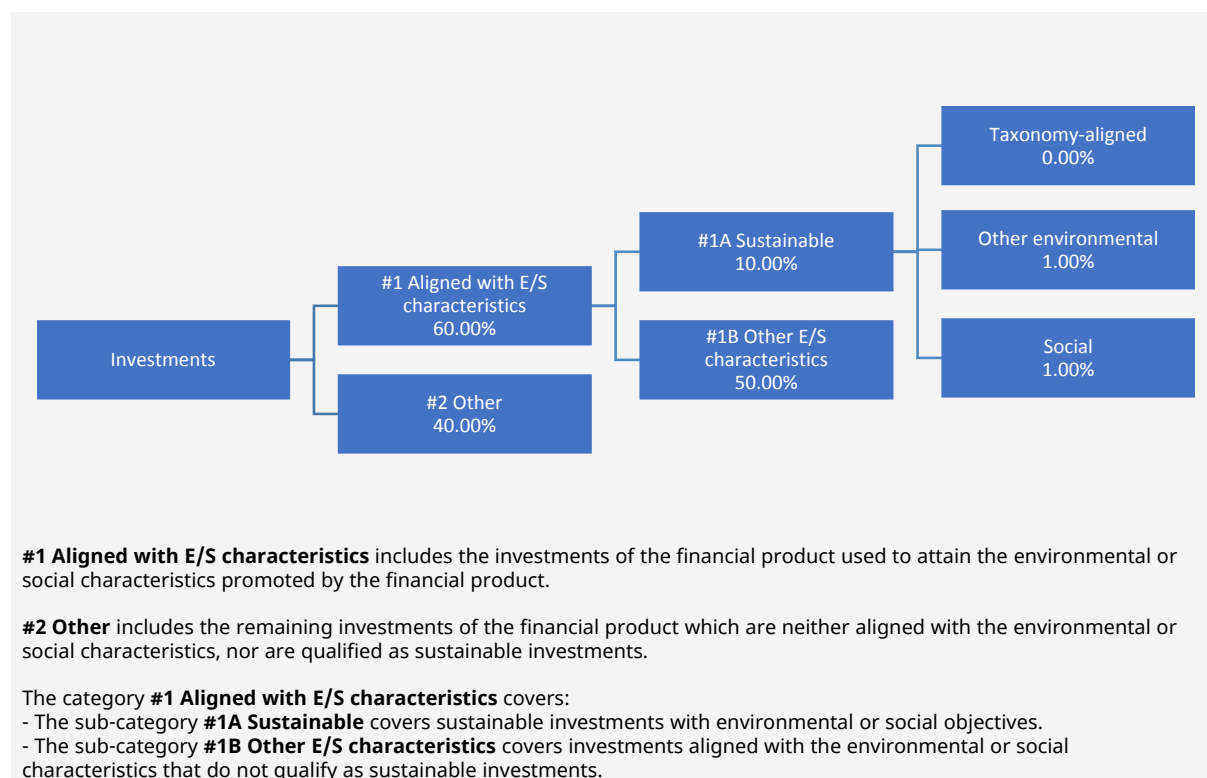 Taxonomy-aligned
0.00%
#1A Sustainable
10.00%
Other environmental
1.00%
#1 Aligned with E/S
characteristics
60.00%
Investments
#1B Other E/S
characteristics
50.00%
Social
1.00%
#2 Other
40.00%
#1 Aligned with E/S characteristics includes the investments of the financial product used to attain the environmental or
social characteristics promoted by the financial product.
#2 Other includes the remaining investments of the financial product which are neither aligned with the environmental or
social characteristics, nor are qualified as sustainable investments.
The category #1 Aligned with E/S characteristics covers:
- The sub-category #1A Sustainable covers sustainable investments with environmental or social objectives.
- The sub-category #1B Other E/S characteristics covers investments aligned with the environmental or social
characteristics that do not qualify as sustainable investments.